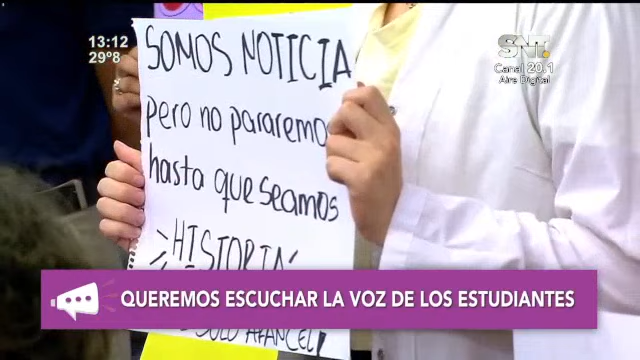 13:12
29°8
SNT
Canal 20.1
Aire Digital
SOMOS NOTICIA
pero no pararemos
hasta que seamos
HISTORIA
QUEREMOS ESCUCHAR LA VOZ DE LOS ESTUDIANTES
SOLO